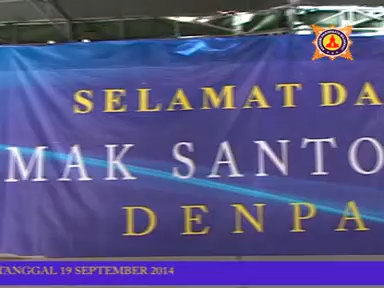 SELAMAT DA
MAK SANTO
DENPA
TANGGAL 19 SEPTEMBER 2014